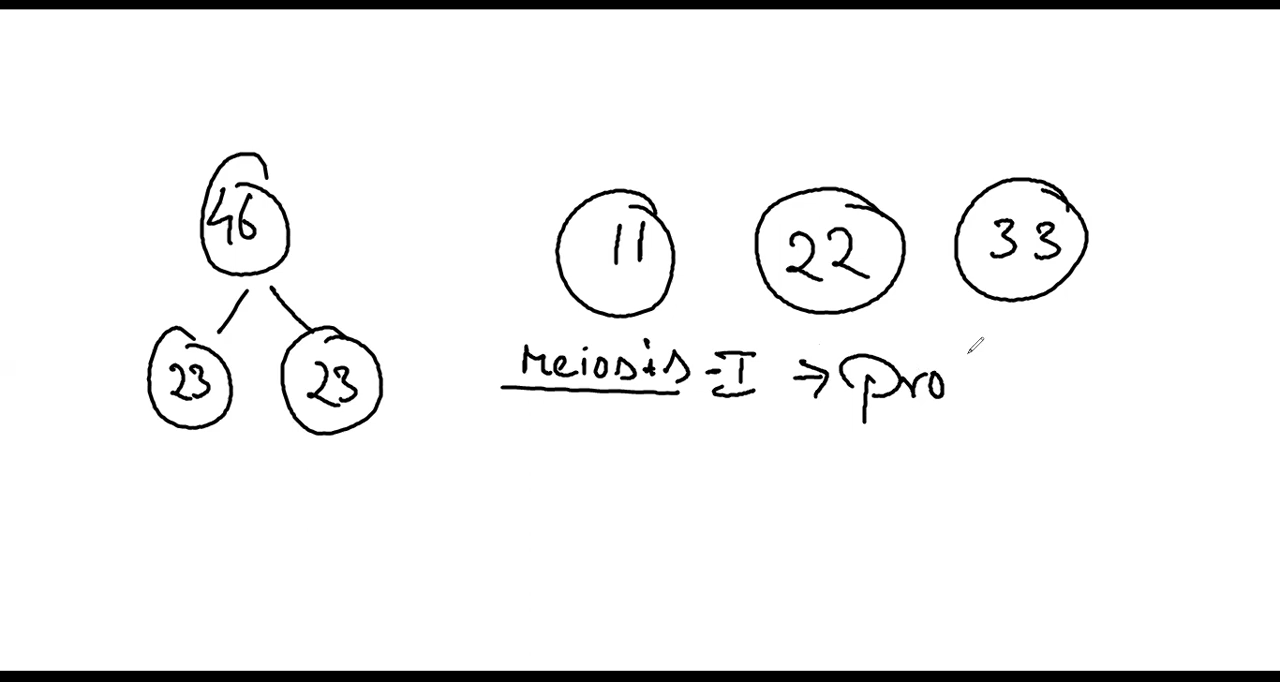 46
23 23
11 22 33
meiosis - I → Pro